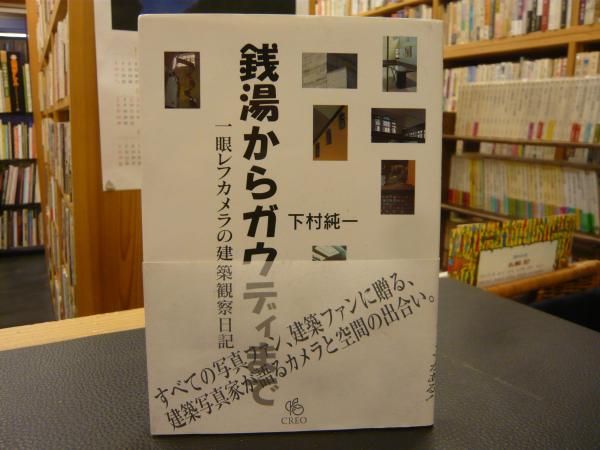 銭湯からガウディまで
一眼レフカメラの建築観察日記
下村純一
すべての写真ファン、建築ファンに贈る、
建築写真家が語るカメラと空間の出合い。
CREO